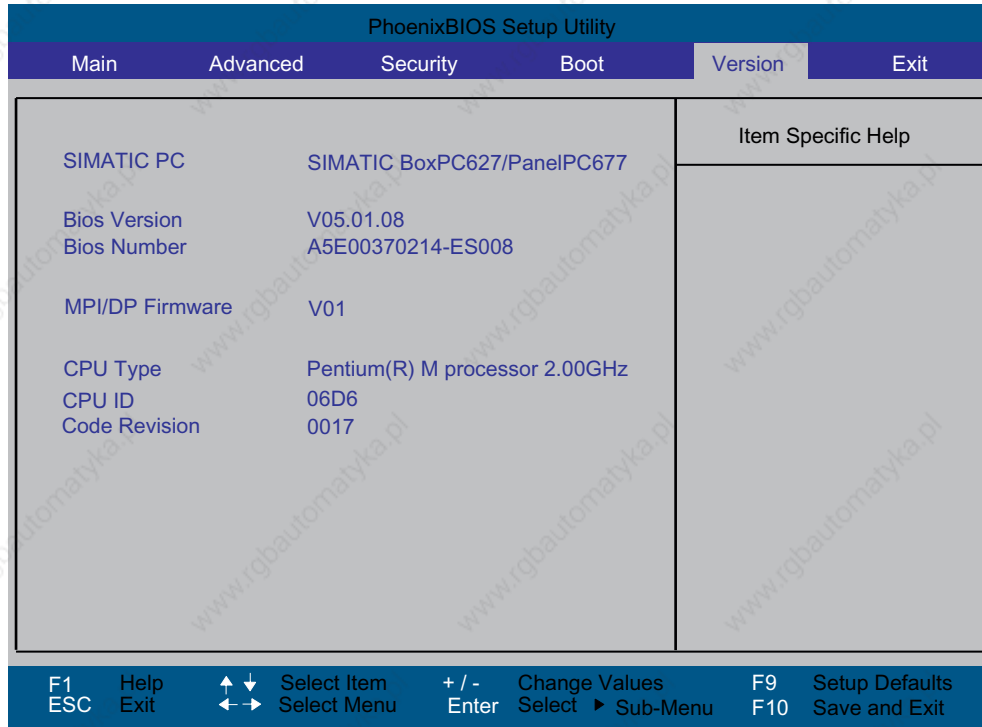 PhoenixBIOS Setup Utility
Main Advanced Security Boot Version Exit
Item Specific Help
SIMATIC PC SIMATIC BoxPC627/PanelPC677
Bios Version V05.01.08
Bios Number A5E00370214-ES008
MPI/DP Firmware V01
CPU Type Pentium(R) M processor 2.00GHz
CPU ID 06D6
Code Revision 0017
F1 Help ↑ ↓ Select Item + / - Change Values F9 Setup Defaults
ESC Exit ← → Select Menu Enter Select ► Sub-Menu F10 Save and Exit
www.rgbautomatyka.pl